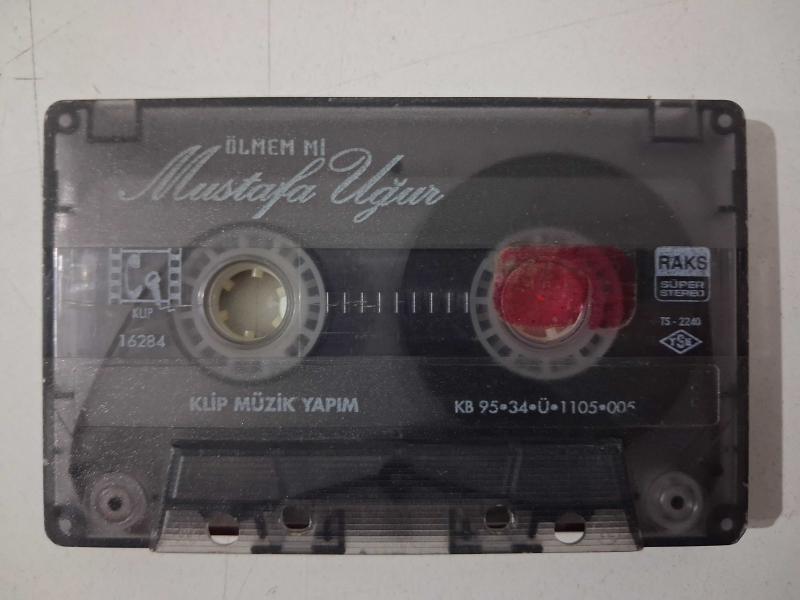 ÖLMEM Mİ
Mustafa Uğur
KLİP
16284
RAKS
SÜPER
STEREO
TS - 2240
TSE
KLİP MÜZİK YAPIM
KB 95•34•Ü•1105•005